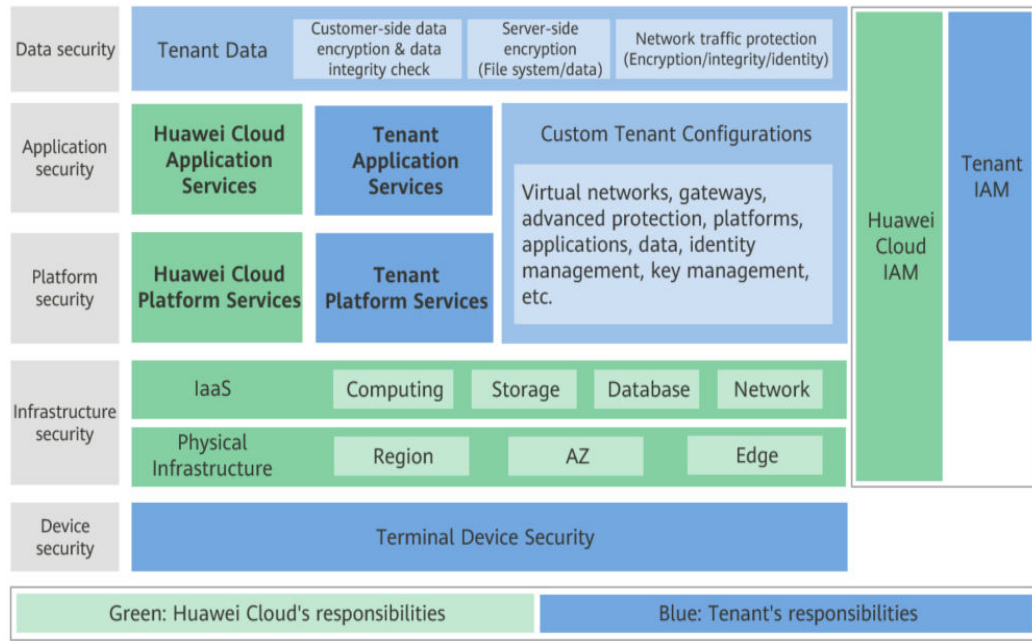 Data security
Tenant Data
Customer-side data
encryption & data
integrity check
Server-side
encryption
(File system/data)
Network traffic protection
(Encryption/integrity/identity)
Application
security
Huawei Cloud
Application
Services
Tenant
Application
Services
Custom Tenant Configurations
Virtual networks, gateways,
advanced protection, platforms,
applications, data, identity
management, key management,
etc.
Platform
security
Huawei Cloud
Platform Services
Tenant
Platform Services
Huawei
Cloud
IAM
Tenant
IAM
Infrastructure
security
IaaS
Computing
Storage
Database
Network
Physical
Infrastructure
Region
AZ
Edge
Device
security
Terminal Device Security
Green: Huawei Cloud's responsibilities
Blue: Tenant's responsibilities